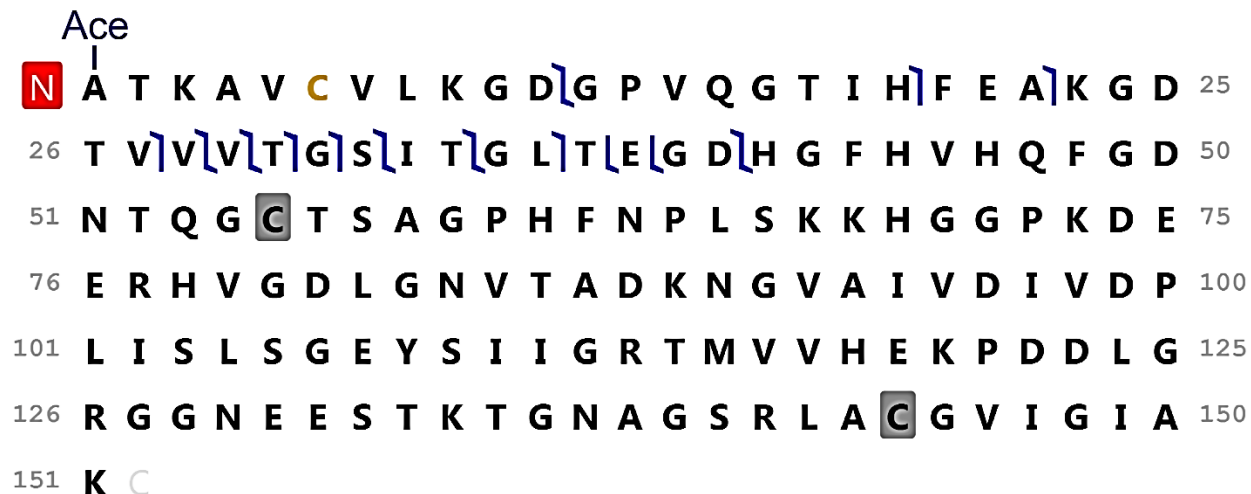 Ace
N A T K A V C V L K G D G P V Q G T I H F E A K G D 25
26 T V V V T G S I T G L T E G D H G F H V H Q F G D 50
51 N T Q G C T S A G P H F N P L S K K H G G P K D E 75
76 E R H V G D L G N V T A D K N G V A I V D I V D P 100
101 L I S L S G E Y S I I G R T M V V H E K P D D L G 125
126 R G G N E E S T K T G N A G S R L A C G V I G I A 150
151 K C